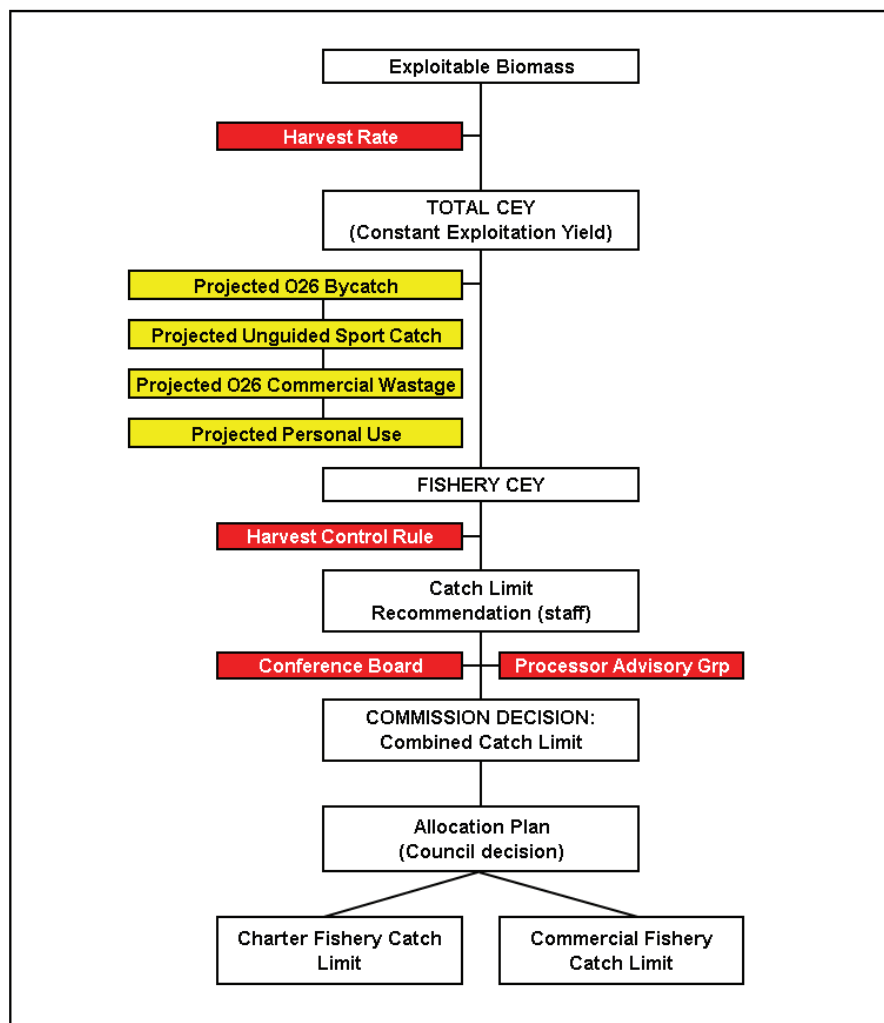 Exploitable Biomass
Harvest Rate
TOTAL CEY
(Constant Exploitation Yield)
Projected O26 Bycatch
Projected Unguided Sport Catch
Projected O26 Commercial Wastage
Projected Personal Use
FISHERY CEY
Harvest Control Rule
Catch Limit
Recommendation (staff)
Conference Board
Processor Advisory Grp
COMMISSION DECISION:
Combined Catch Limit
Allocation Plan
(Council decision)
Charter Fishery Catch
Limit
Commercial Fishery
Catch Limit